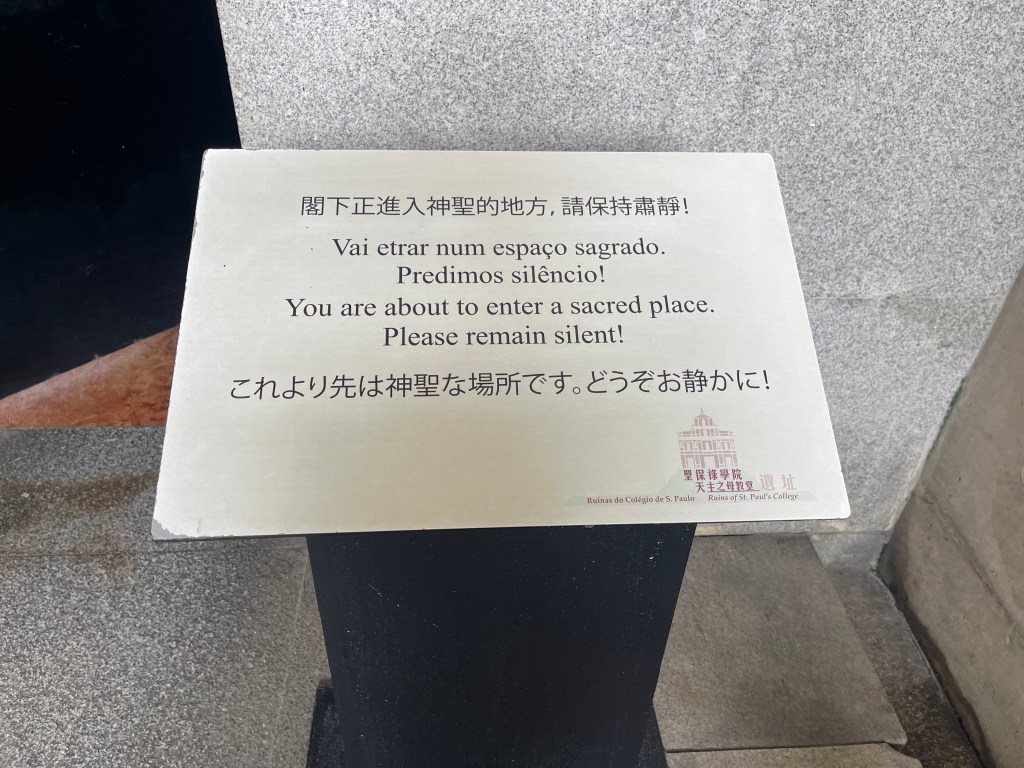 閣下正進入神聖的地方，請保持肅靜！
Vai etrar num espaço sagrado.
Predimos silêncio!
You are about to enter a sacred place.
Please remain silent!
これより先は神聖な場所です。どうぞお静かに！
聖保祿學院
天主之母教堂 遺址
Ruínas do Colégio de S. Paulo Ruins of St. Paul's College